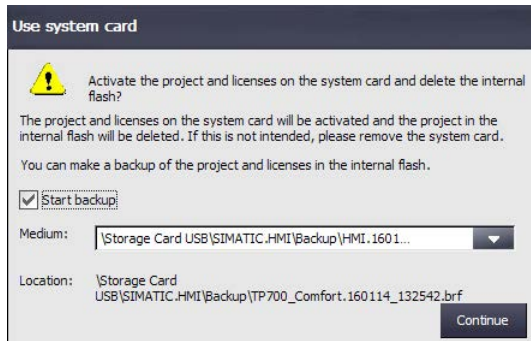 Use system card
Activate the project and licenses on the system card and delete the internal
flash?
The project and licenses on the system card will be activated and the project in the
internal flash will be deleted. If this is not intended, please remove the system card.
You can make a backup of the project and licenses in the internal flash.
Start backup
Medium: \Storage Card USB\SIMATIC.HMI\Backup\HMI.1601...
Location: \Storage Card
USB\SIMATIC.HMI\Backup\TP700_Comfort.160114_132542.brf
Continue